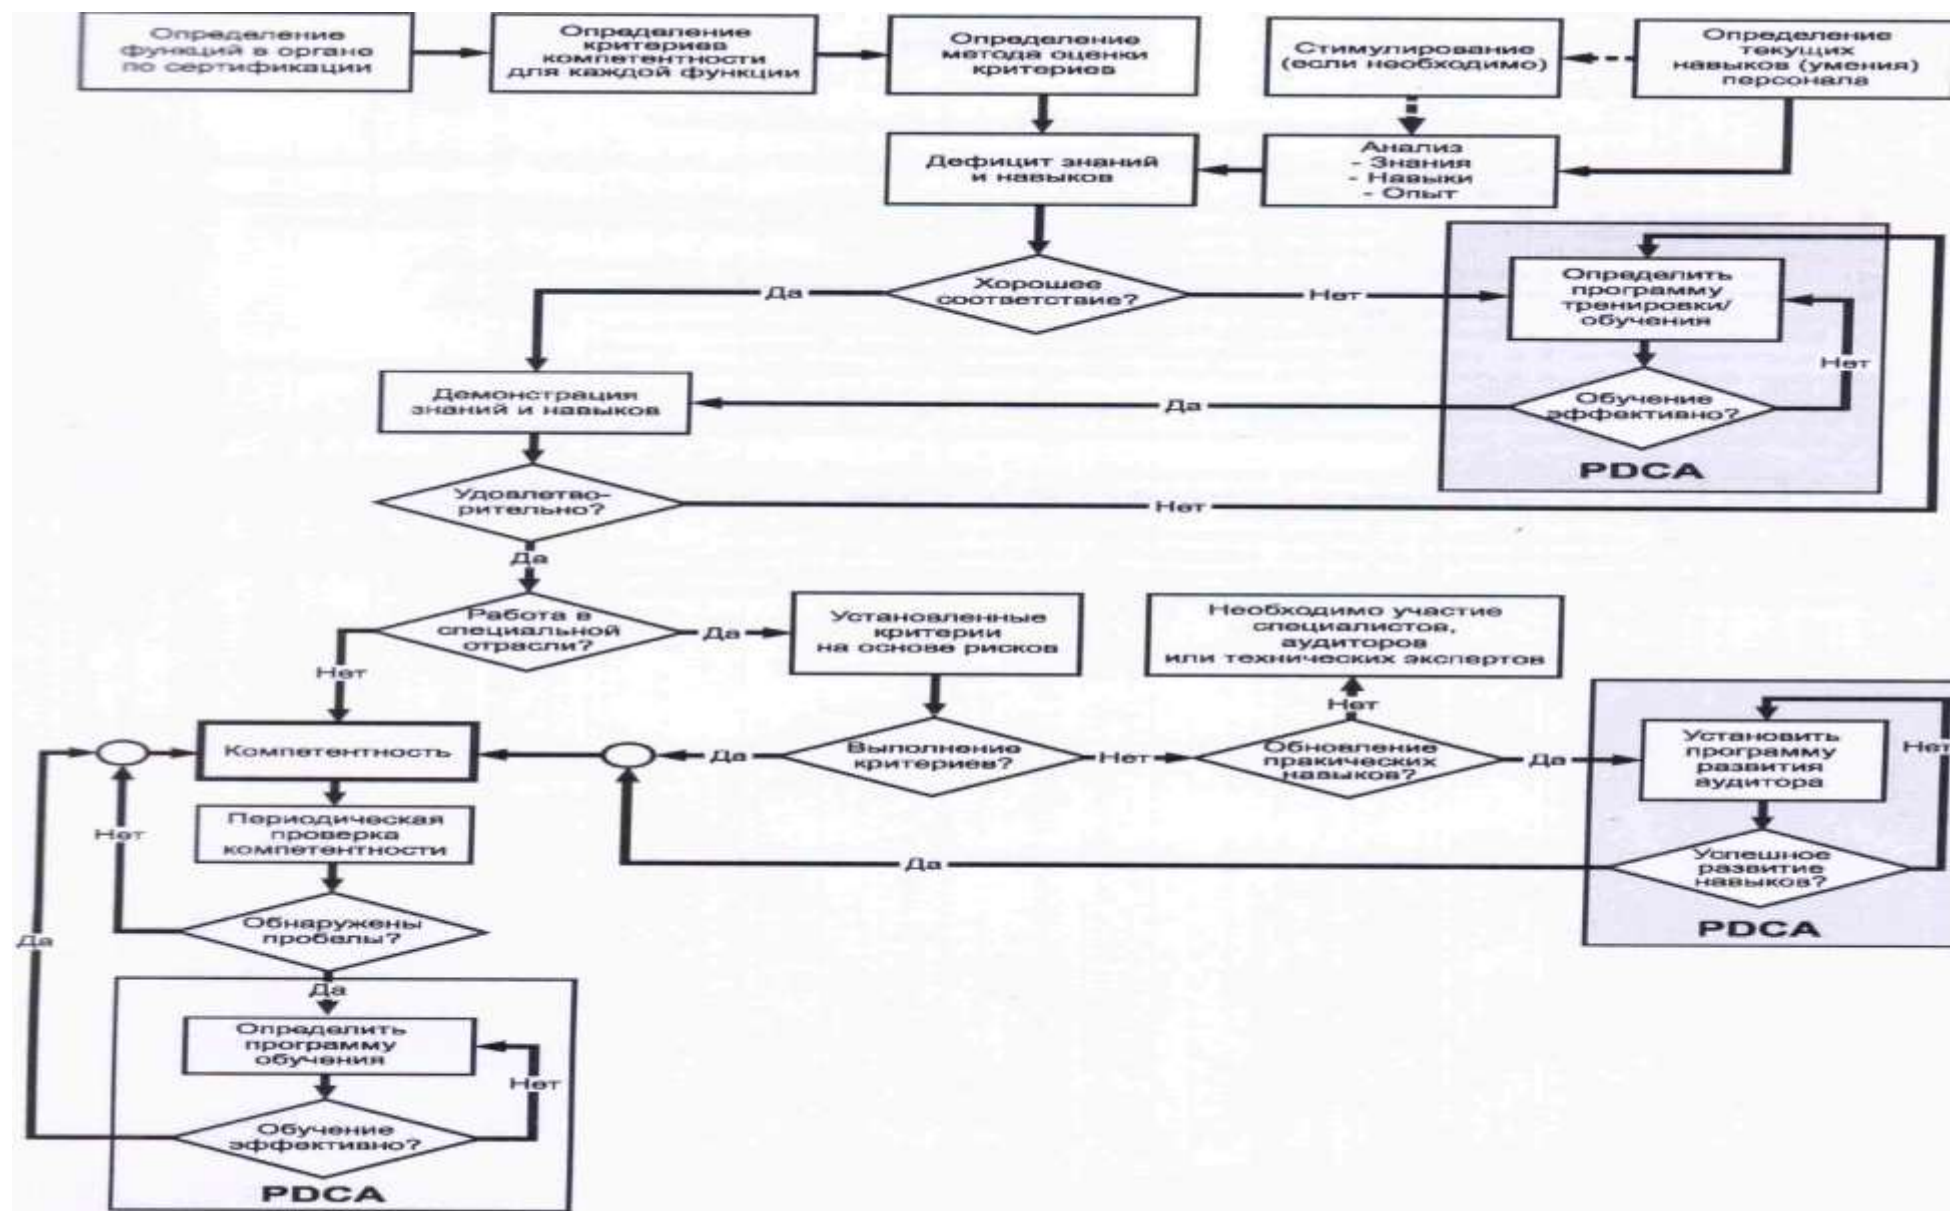 Определение
функций в органе
по сертификации
Определение
критериев
компетентности
для каждой функции
Определение
метода оценки
критериев
Стимулирование
(если необходимо)
Определение
текущих
навыков (умения)
персонала
Дефицит знаний
и навыков
Анализ
- Знания
- Навыки
- Опыт
Хорошее
соответствие?
Да
Нет
Определить
программу
тренировки/
обучения
Нет
Обучение
эффективно?
Да
PDCA
Демонстрация
знаний и навыков
Удовлетво-
рительно?
Нет
Да
Работа в
специальной
отрасли?
Да
Нет
Установленные
критерии
на основе рисков
Необходимо участие
специалистов,
аудиторов
или технических экспертов
Нет
Компетентность
Да
Выполнение
критериев?
Нет
Обновление
пракических
навыков?
Да
Установить
программу
развития
аудитора
Нет
Периодическая
проверка
компетентности
Нет
Да
Успешное
развитие
навыков?
PDCA
Обнаружены
пробалы?
Да
Да
Определить
программу
обучения
Нет
Обучение
эффективно?
PDCA